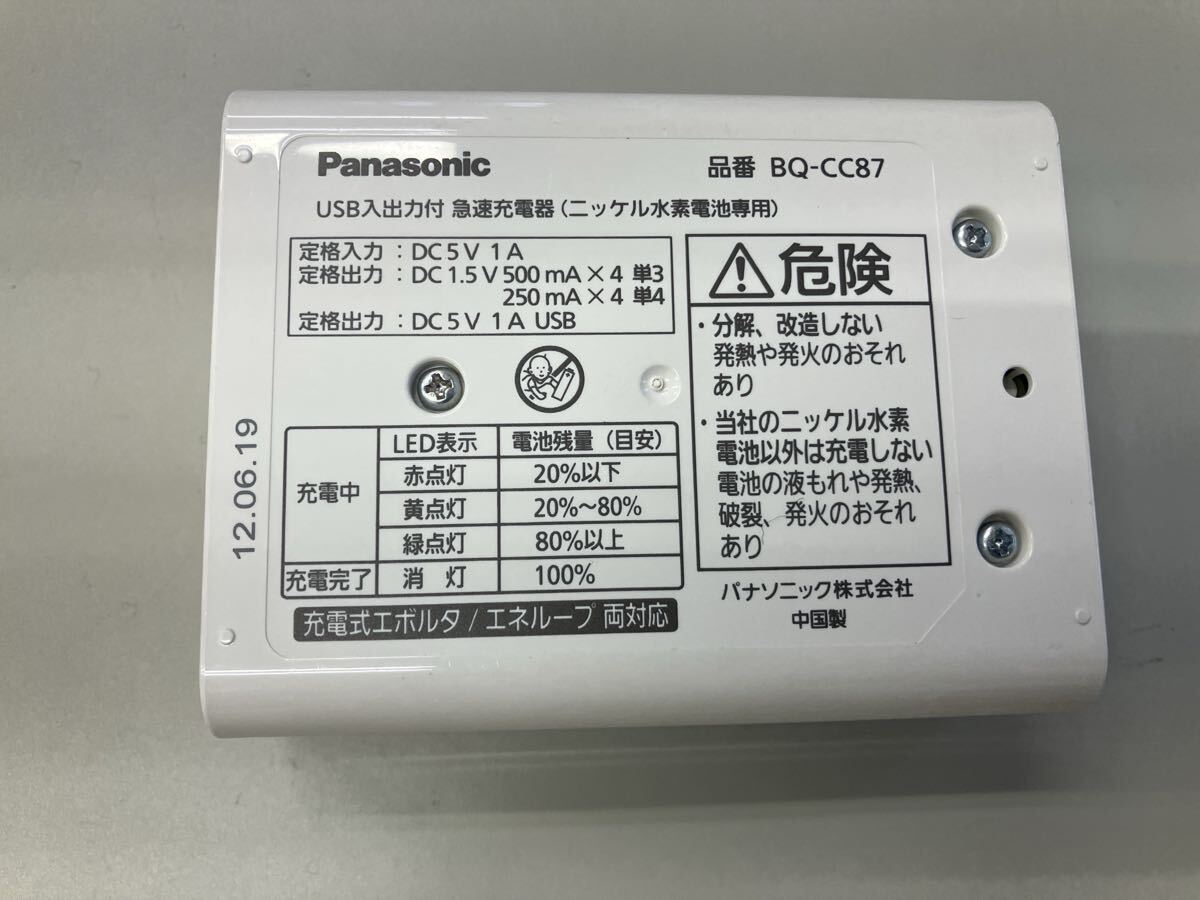 Panasonic
品番 BQ-CC87
USB入出力付 急速充電器(ニッケル水素電池専用)
定格入力 : DC 5 V 1 A
定格出力 : DC 1.5 V 500 mA × 4 単3
250 mA × 4 単4
定格出力 : DC 5 V 1 A USB
充電中
LED表示 電池残量(目安)
赤点灯 20%以下
黄点灯 20%~80%
緑点灯 80%以上
充電完了 消 灯 100%
充電式エボルタ / エネループ 両対応
危険
・分解、改造しない
発熱や発火のおそれ
あり
・当社のニッケル水素
電池以外は充電しない
電池の液もれや発熱、
破裂、発火のおそれ
あり
パナソニック株式会社
中国製
12.06.19